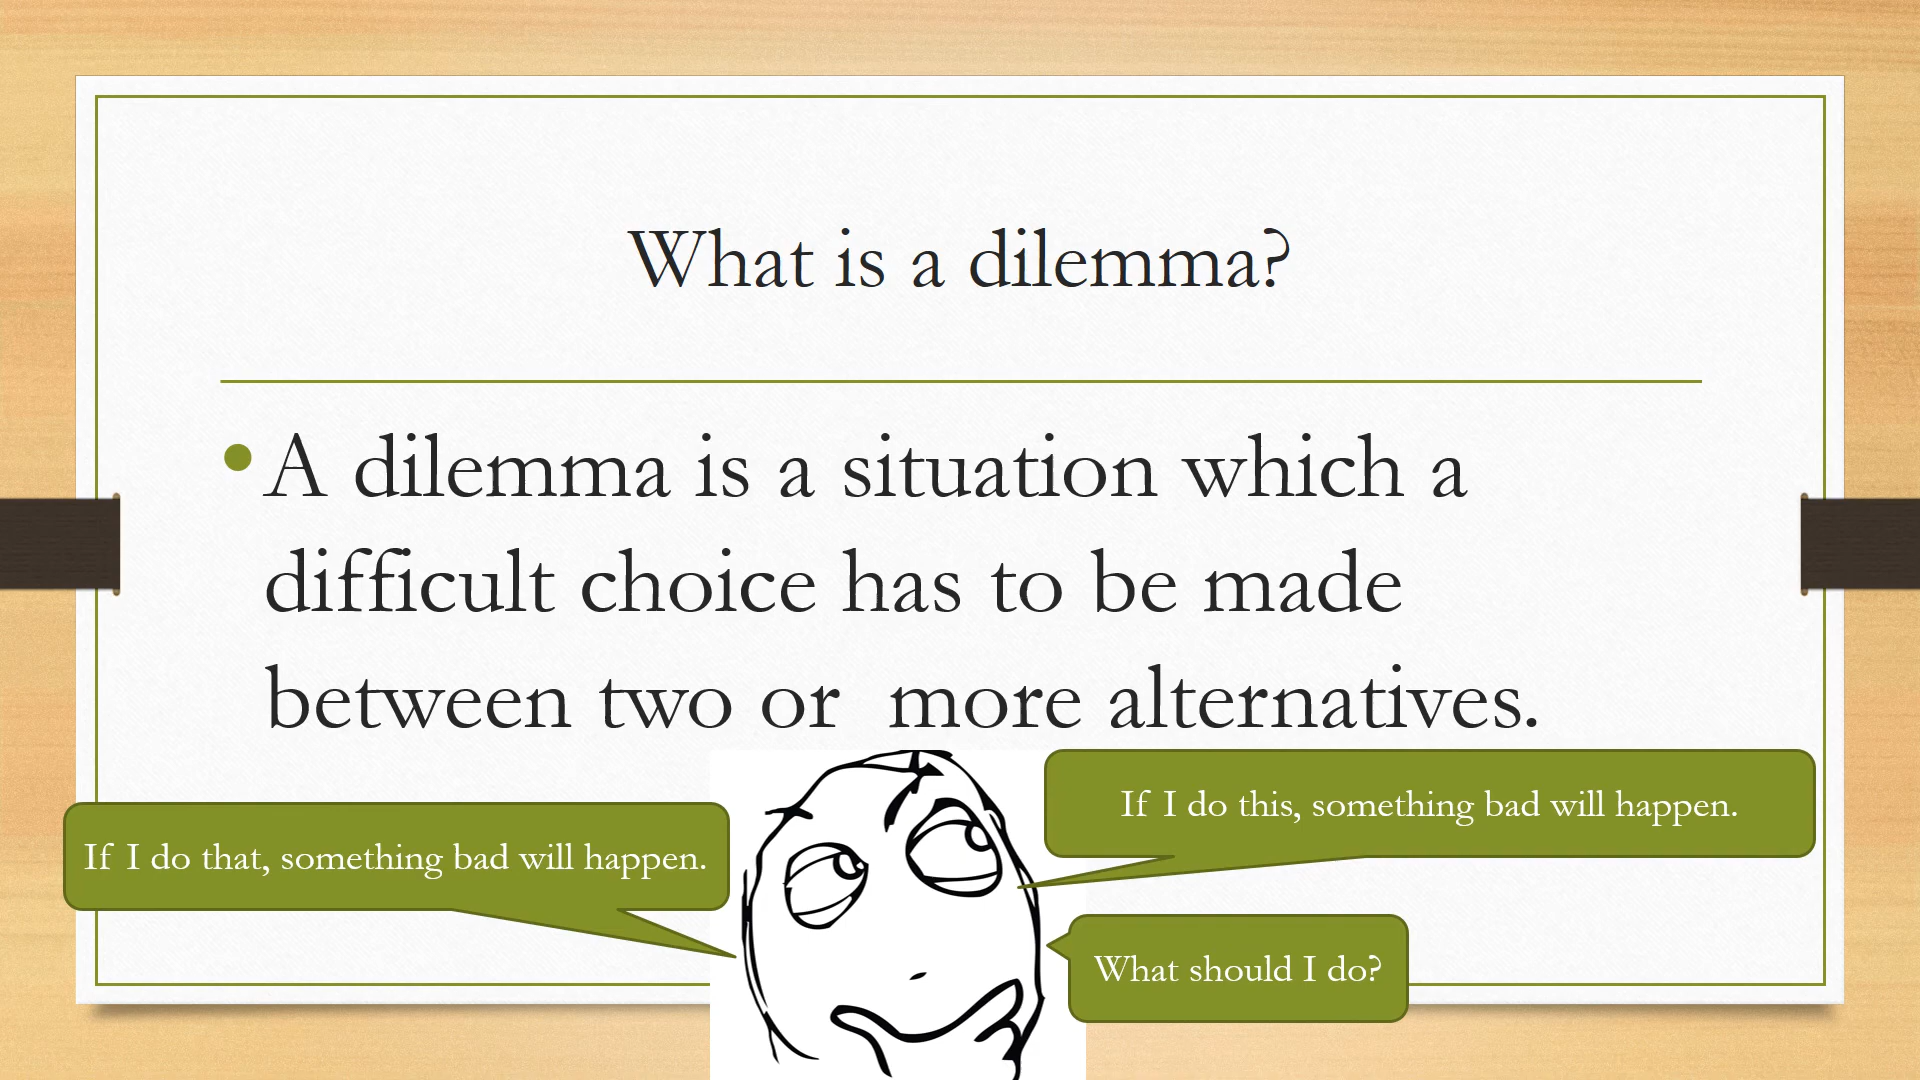 What is a dilemma?
• A dilemma is a situation which a
difficult choice has to be made
between two or  more alternatives.
If I do this, something bad will happen.
If I do that, something bad will happen.
What should I do?